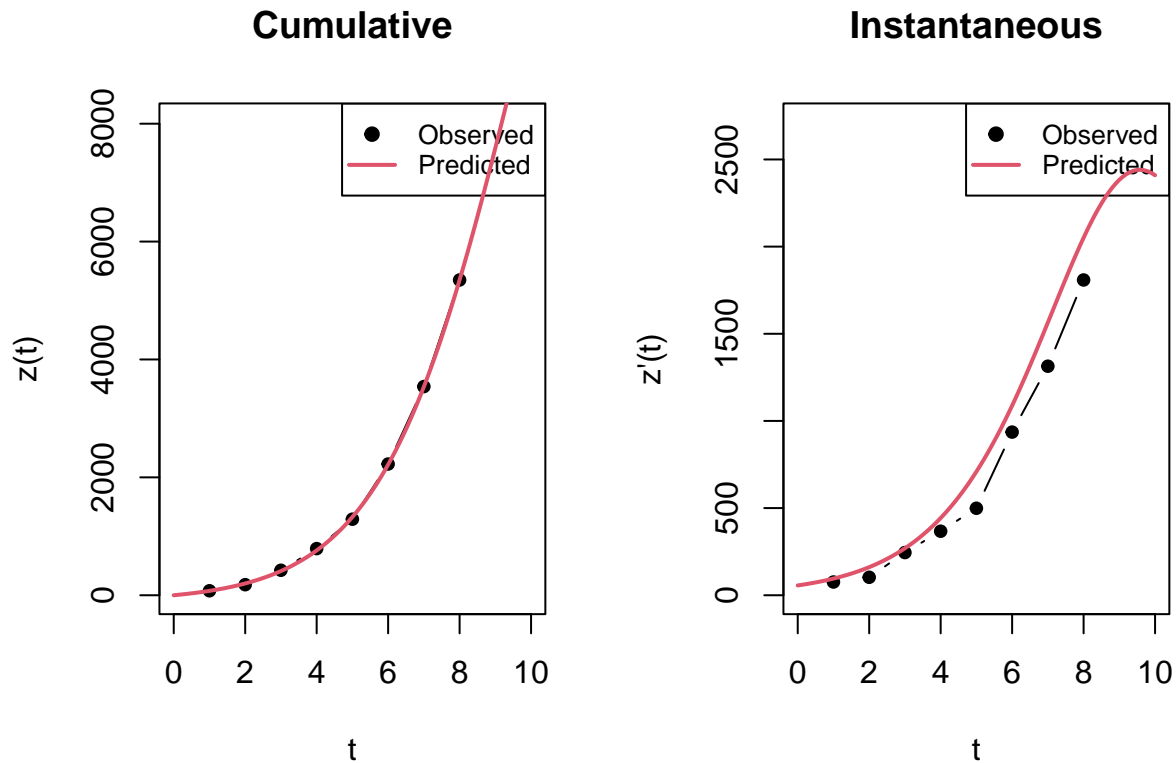 Cumulative
Observed
Predicted
8000
6000
4000
2000
0
z(t)
0 2 4 6 8 10
t
Instantaneous
Observed
Predicted
2500
1500
500
0
z'(t)
0 2 4 6 8 10
t